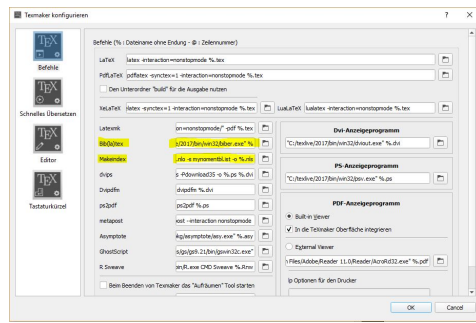 Texmaker konfigurieren
? X
Befehle
Schnelles Übersetzen
Editor
Tastaturkürzel
Befehle (% : Dateiname ohne Endung - @ : Zeilennummer)
LaTeX latex -interaction=nonstopmode %.tex
PdfLaTeX pdflatex -synctex=1 -interaction=nonstopmode %.tex
Den Unterordner "build" für die Ausgabe nutzen
XeLaTeX elatex -synctex=1 -interaction=nonstopmode %.tex LuaLaTeX lualatex -interaction=nonstopmode %.tex
Latexmk on=nonstopmode/" -pdf %.tex
Bib(la)tex 2017/bin/win32/biber.exe" %
Makeindex .nlo -s mynomentbl.ist -o %.nls
dvips s -Pdownload35 -o %.ps %.dvi
Dvipdfm dvipdfm %.dvi
ps2pdf ps2pdf %.ps
metapost --interaction nonstopmode
Asymptote /asymptote/asy.exe" %.asy
GhostScript s/gs/gs9.21/bin/gswin32c.exe"
R Sweave bin/R.exe CMD Sweave %.Rnw
Beim Beenden von Texmaker das "Aufräumen" Tool starten
Dvi-Anzeigeprogramm
"C:/texlive/2017/bin/win32/dviout.exe" %.dvi
PS-Anzeigeprogramm
"C:/texlive/2017/bin/win32/psv.exe" %.ps
PDF-Anzeigeprogramm
Built-in Viewer
In die TeXmaker Oberfläche integrieren
External Viewer
Files/Adobe/Reader 11.0/Reader/AcroRd32.exe" %.pdf
lp Optionen für den Drucker
OK Cancel